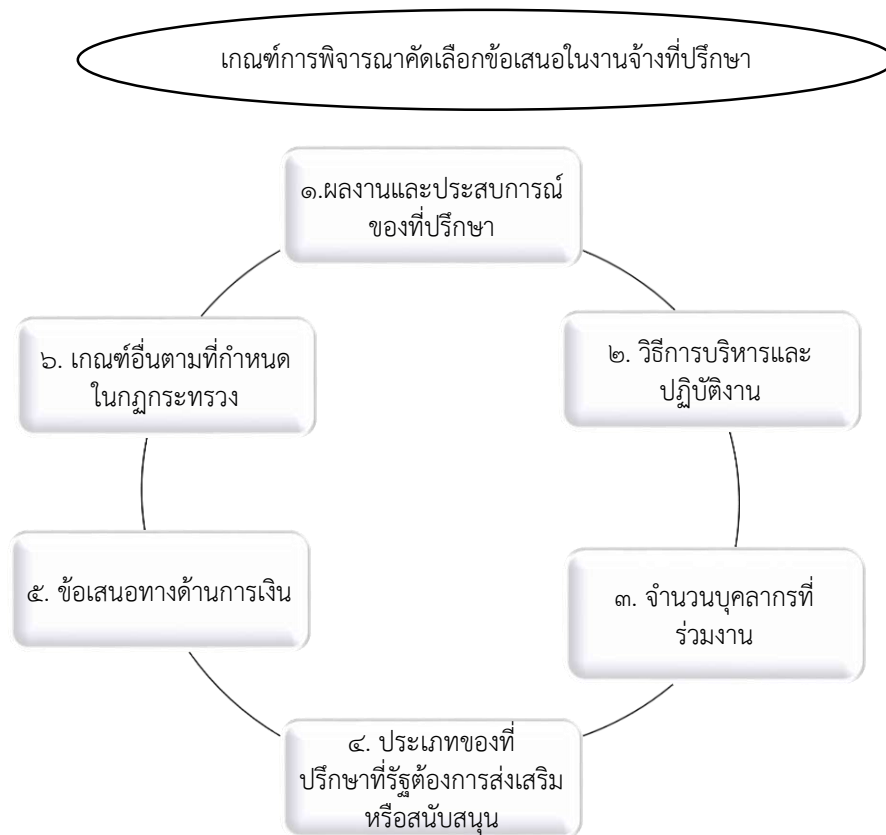 เกณฑ์การพิจารณาคัดเลือกข้อเสนอในงานจ้างที่ปรึกษา
๑.ผลงานและประสบการณ์
ของที่ปรึกษา
๒. วิธีการบริหารและ
ปฏิบัติงาน
๓. จำนวนบุคลากรที่
ร่วมงาน
๔. ประเภทของที่
ปรึกษาที่รัฐต้องการส่งเสริม
หรือสนับสนุน
๕. ข้อเสนอทางด้านการเงิน
๖. เกณฑ์อื่นตามที่กำหนด
ในกฎกระทรวง